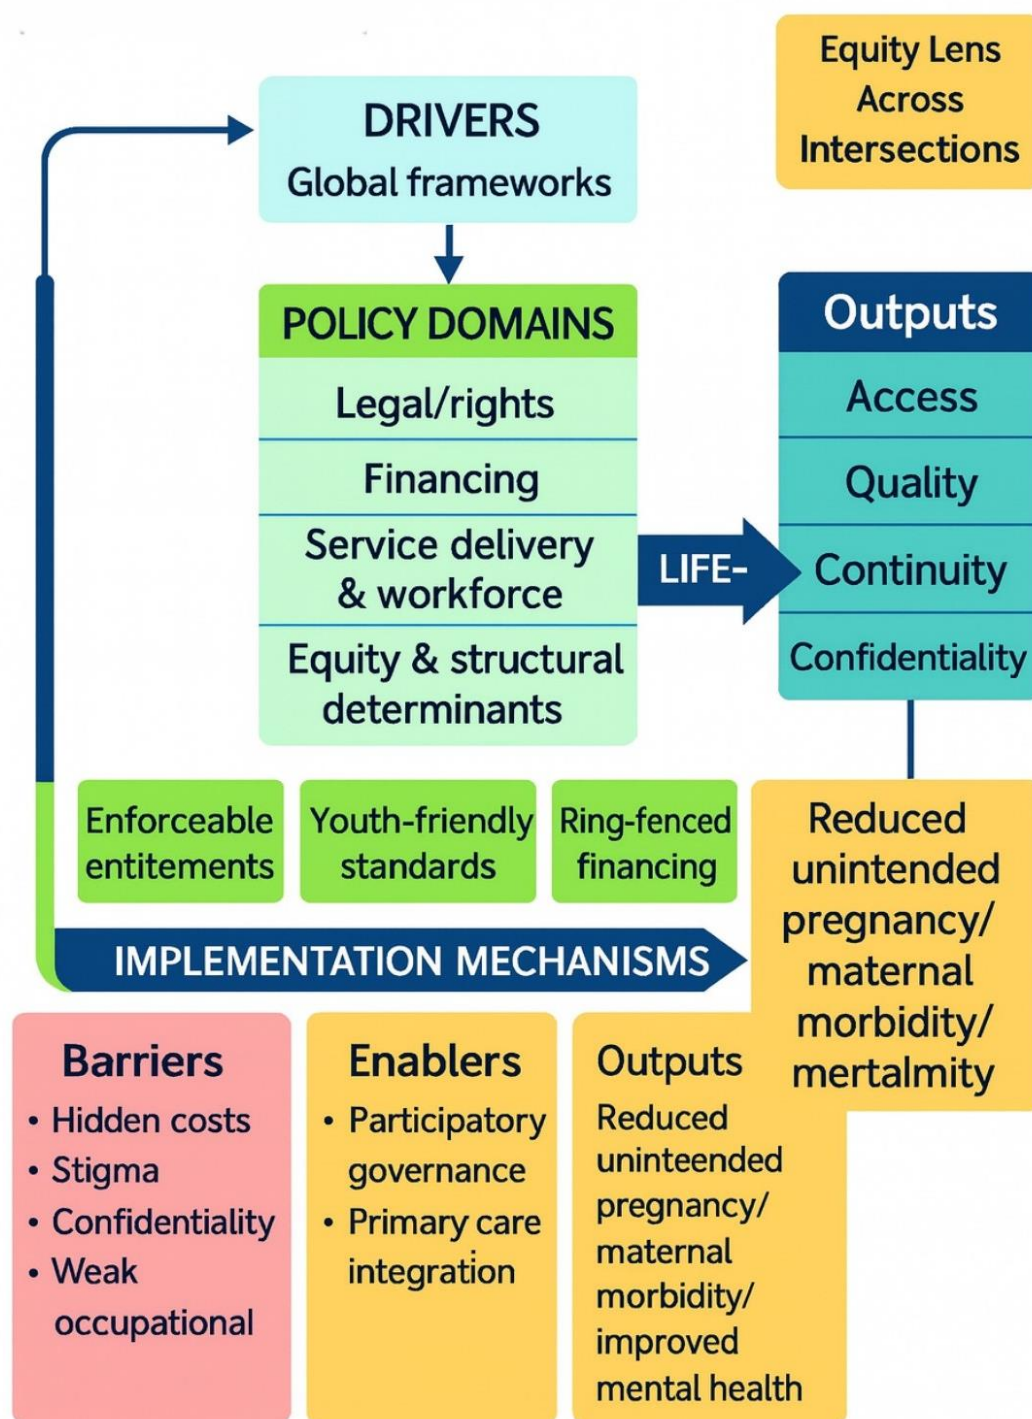 Equity Lens
Across
Intersections
DRIVERS
Global frameworks
POLICY DOMAINS
Legal/rights
Financing
Service delivery
& workforce
Equity & structural
determinants
LIFE-
Outputs
Access
Quality
Continuity
Confidentiality
Enforceable
entitements
Youth-friendly
standards
Ring-fenced
financing
Reduced
unintended
pregnancy/
maternal
morbidity/
mertalmity
IMPLEMENTATION MECHANISMS
Barriers
• Hidden costs
• Stigma
• Confidentiality
• Weak
occupational
Enablers
• Participatory
governance
• Primary care
integration
Outputs
Reduced
uninteended
pregnancy/
maternal
morbidity/
improved
mental health